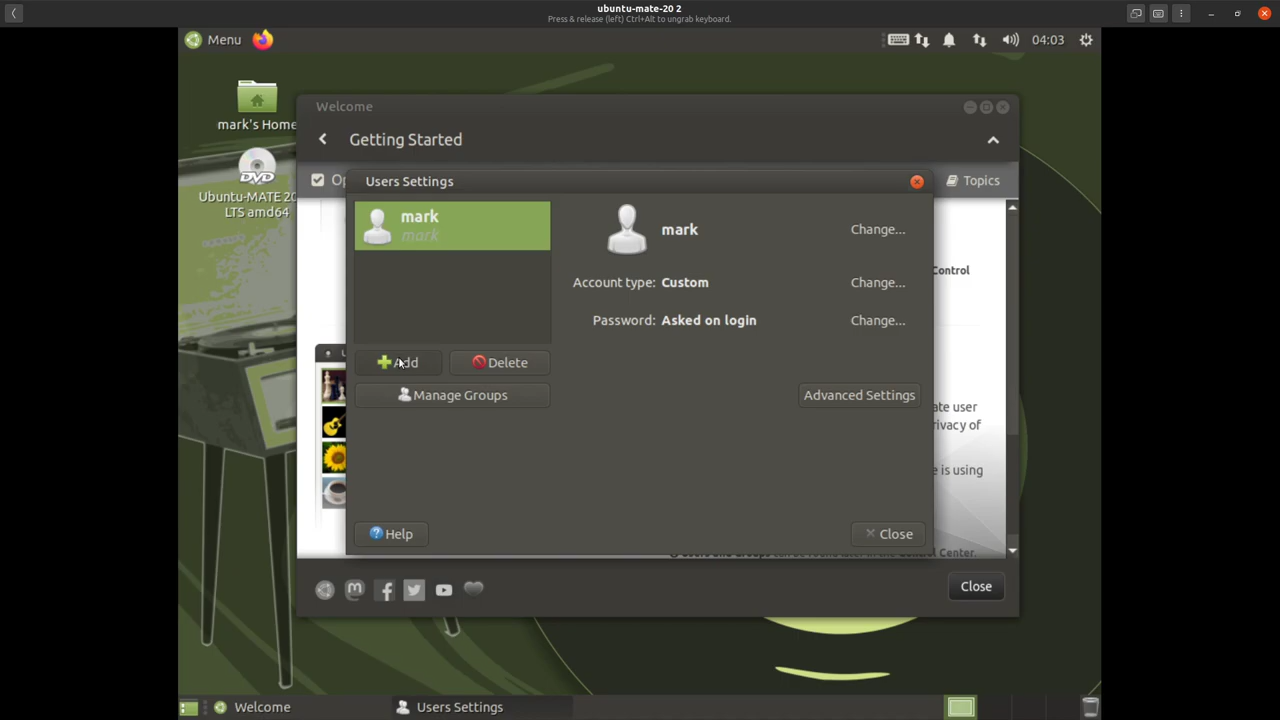 ubuntu-mate-20 2
Press & release (left) Ctrl+Alt to ungrab keyboard.
Menu
04:03
mark's Home
Ubuntu-MATE 20
LTS amd64
Welcome
Getting Started
Op
Topics
Users Settings
mark
mark
mark
Change...
Account type: Custom
Change...
Password: Asked on login
Change...
Control
Add
Delete
Manage Groups
Advanced Settings
ate user
ivacy of
e is using
Help
Close
Close
Welcome
Users Settings